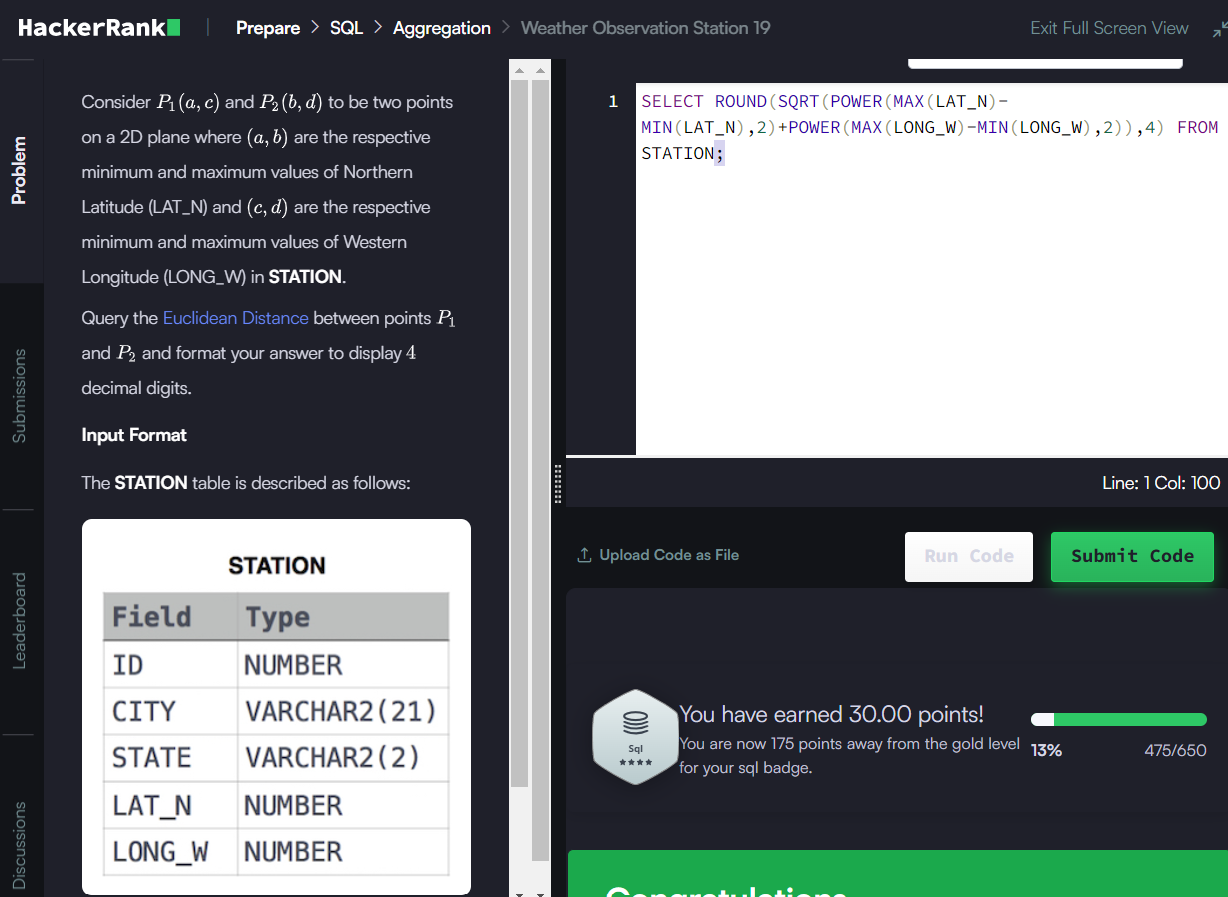 HackerRank
Prepare > SQL > Aggregation > Weather Observation Station 19
Exit Full Screen View
Problem
Submissions
Leaderboard
Discussions
Consider P1(a, c) and P2(b, d) to be two points
on a 2D plane where (a, b) are the respective
minimum and maximum values of Northern
Latitude (LAT_N) and (c, d) are the respective
minimum and maximum values of Western
Longitude (LONG_W) in STATION.
Query the Euclidean Distance between points P1
and P2 and format your answer to display 4
decimal digits.
Input Format
The STATION table is described as follows:
STATION
Field Type
ID NUMBER
CITY VARCHAR2(21)
STATE VARCHAR2(2)
LAT_N NUMBER
LONG_W NUMBER
1 SELECT ROUND(SQRT(POWER(MAX(LAT_N)-
MIN(LAT_N),2)+POWER(MAX(LONG_W)-MIN(LONG_W),2)),4) FROM
STATION;
Line: 1 Col: 100
Upload Code as File
Run Code
Submit Code
Sql
You have earned 30.00 points!
You are now 175 points away from the gold level
for your sql badge.
13%
475/650
Congratulations